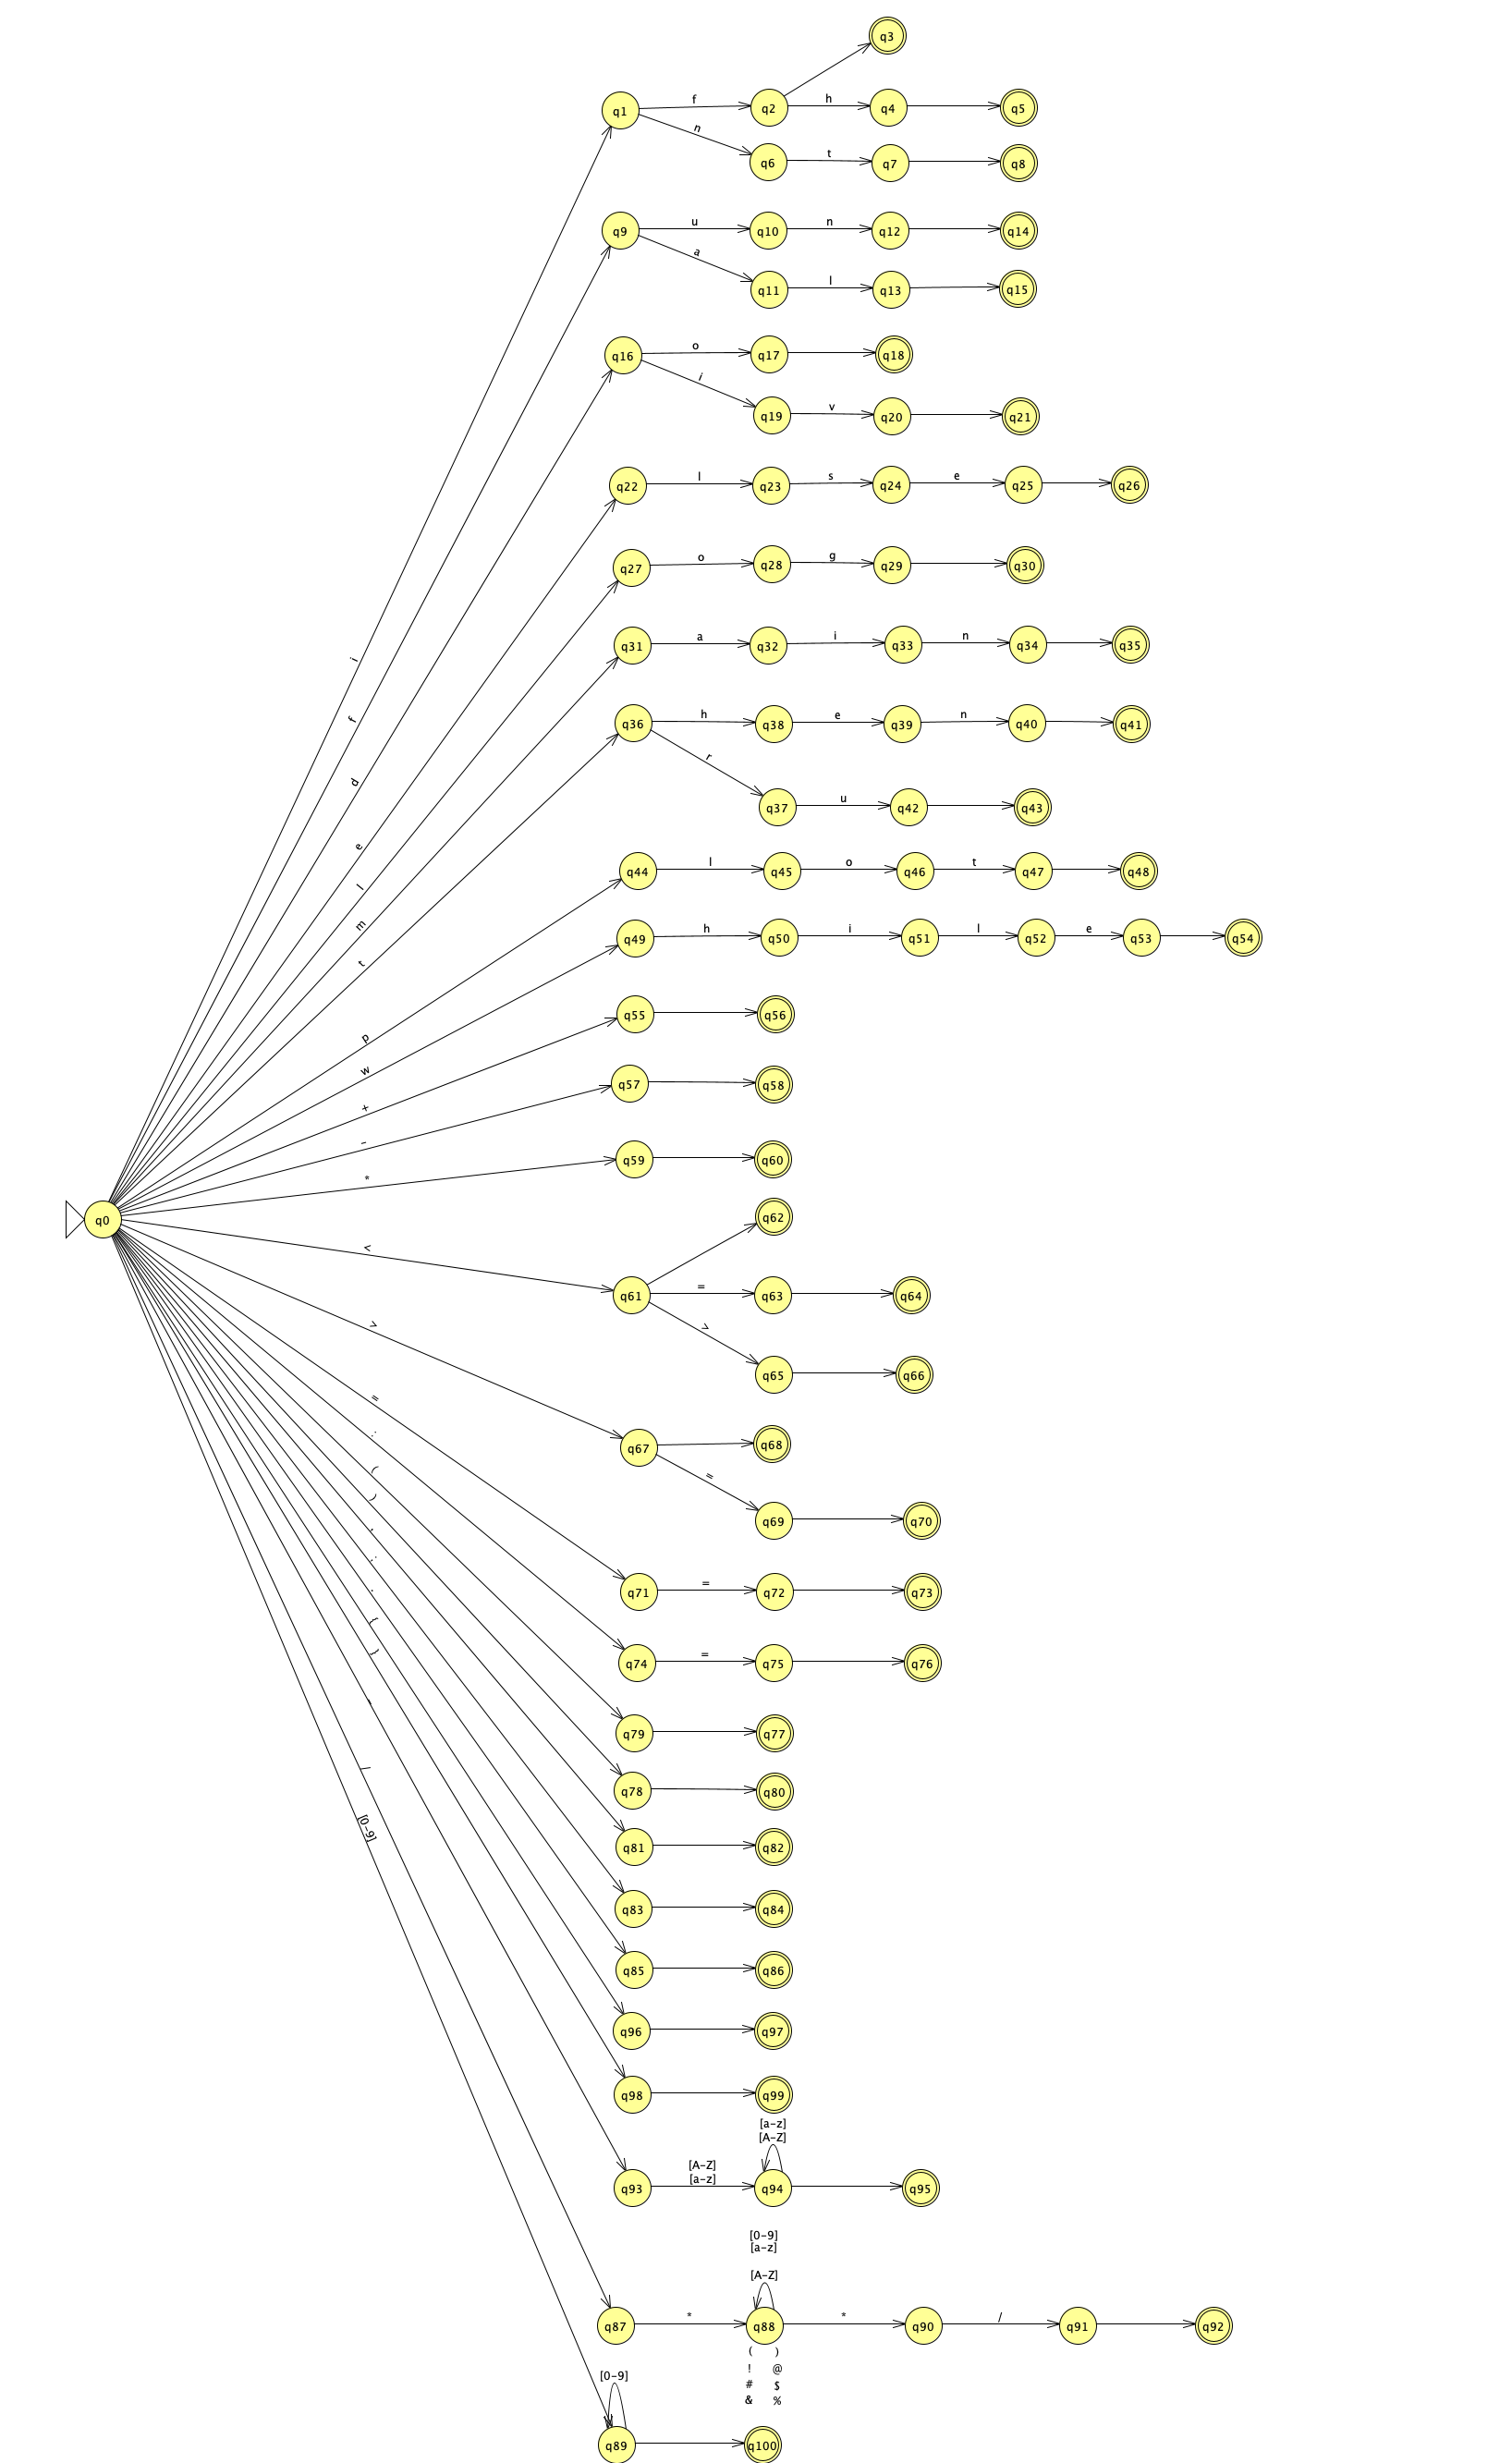 q3
q1 f q2 h q4 q5
n q6 t q7 q8
q9 u q10 n q12 q14
a q11 l q13 q15
q16 o q17 q18
i q19 v q20 q21
q22 l q23 s q24 e q25 q26
q27 o q28 g q29 q30
q31 a q32 i q33 n q34 q35
i
q36 h q38 e q39 n q40 q41
f
r
d
q37 u q42 q43
e
q44 l q45 o q46 t q47 q48
l
m
q49 h q50 i q51 l q52 e q53 q54
t
q55 q56
p
w
q57 q58
+
-
q59 q60
*
q0 q62
<
q61 = q63 q64
>
>
q65 q66
=
q67 q68
:
(
=
)
q69 q70
,
;
q71 = q72 q73
.
{
}
q74 = q75 q76
q79 q77
/
q78 q80
[0-9]
q81 q82
q83 q84
q85 q86
q96 q97
q98 q99
[a-z]
[A-Z]
[A-Z]
[a-z]
q93 q94 q95
[0-9]
[a-z]
[A-Z]
q87 * q88 * q90 / q91 q92
( )
! @
[0-9]
# $
& %
q89 q100